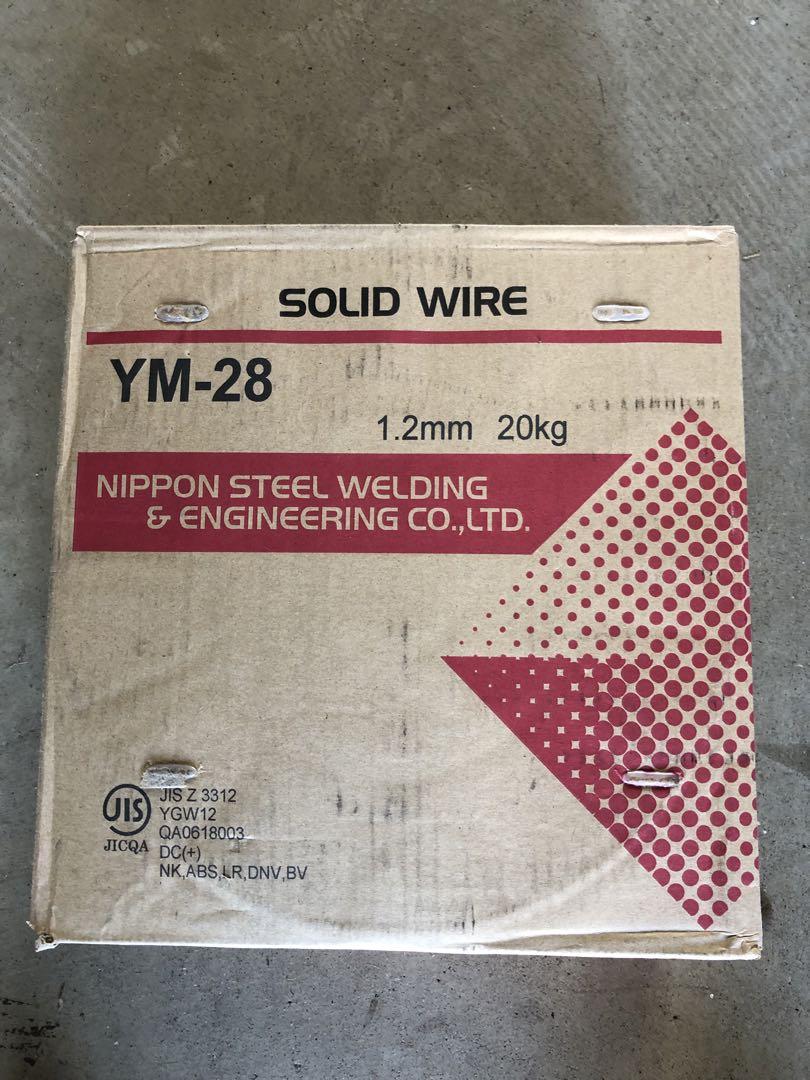 SOLID WIRE
YM-28
1.2mm 20kg
NIPPON STEEL WELDING
& ENGINEERING CO.,LTD.
JIS
JICQA
JIS Z 3312
YGW12
QA0618003
DC(+)
NK,ABS,LR,DNV,BV